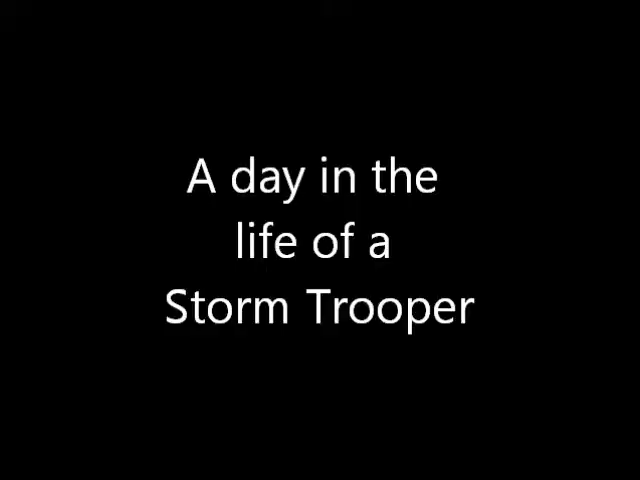 A day in the
life of a
Storm Trooper